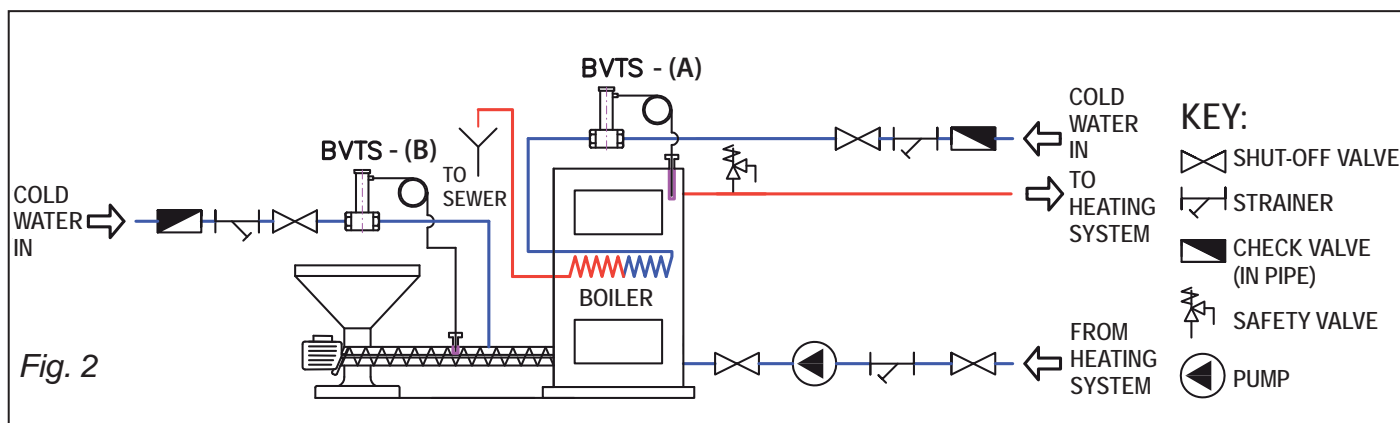 BVTS - (A)
BVTS - (B)
TO
SEWER
COLD
WATER
IN
COLD
WATER
IN
TO
HEATING
SYSTEM
BOILER
FROM
HEATING
SYSTEM
KEY:
SHUT-OFF VALVE
STRAINER
CHECK VALVE
(IN PIPE)
SAFETY VALVE
PUMP
Fig. 2